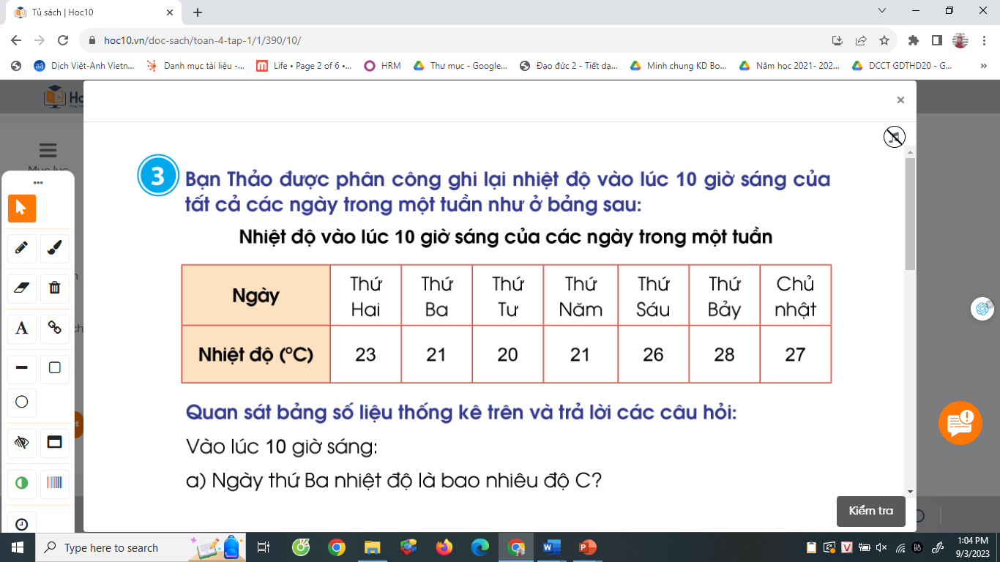 Tủ sách | Hoc10
hoc10.vn/doc-sach/toan-4-tap-1/1/390/10/
Dịch Việt-Anh Vietn... Danh mục tài liệu -... Life • Page 2 of 6 •... HRM Thư mục - Google... Đạo đức 2 - Tiết dạ... Minh chung KD Bo... Năm học 2021- 202... DCCT GDTHD20 - G... »
3 Bạn Thảo được phân công ghi lại nhiệt độ vào lúc 10 giờ sáng của
tất cả các ngày trong một tuần như ở bảng sau:
Nhiệt độ vào lúc 10 giờ sáng của các ngày trong một tuần
Ngày Thứ Hai Thứ Ba Thứ Tư Thứ Năm Thứ Sáu Thứ Bảy Chủ nhật
Nhiệt độ (°C) 23 21 20 21 26 28 27
Quan sát bảng số liệu thống kê trên và trả lời các câu hỏi:
Vào lúc 10 giờ sáng:
a) Ngày thứ Ba nhiệt độ là bao nhiêu độ C?
Kiểm tra
Type here to search
1:04 PM
9/3/2023